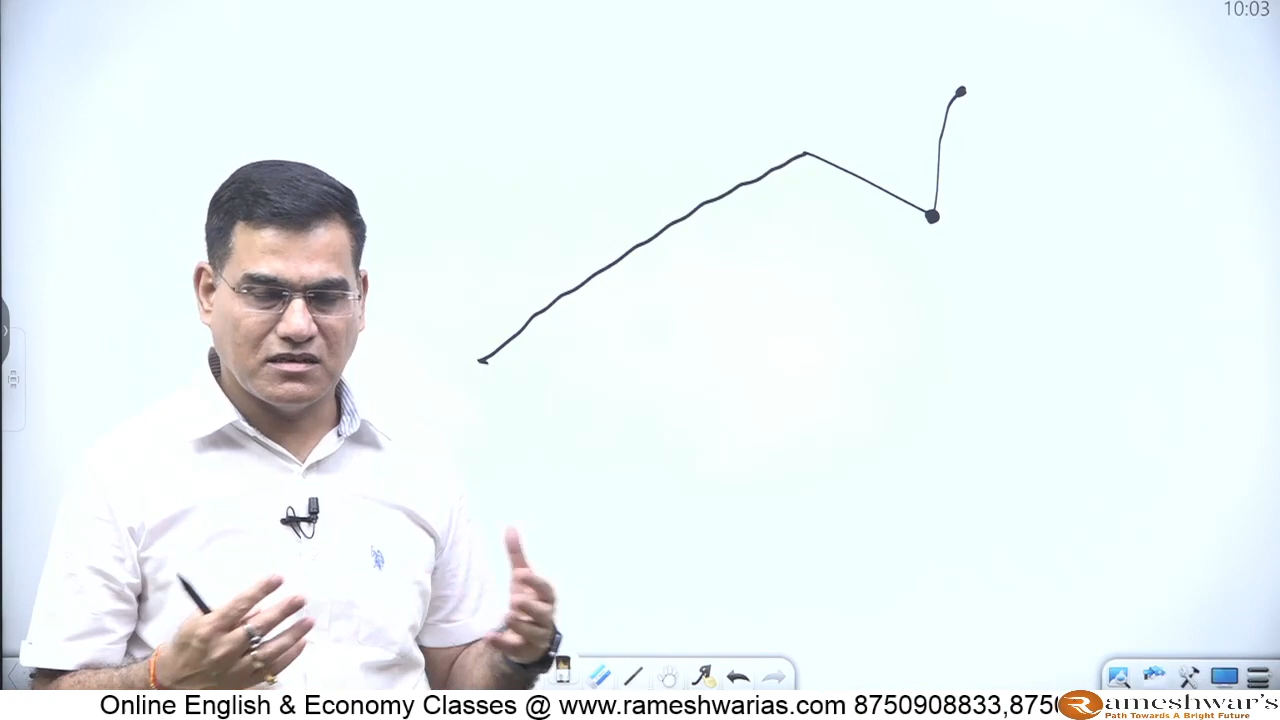 10:03
Online English & Economy Classes @ www.rameshwarias.com 8750908833,875
Rameshwar's
Path Towards A Bright Future